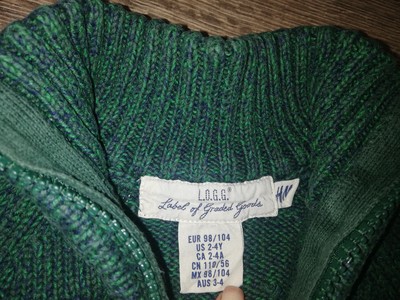 L.O.G.G.®
Label of Graded Goods
H&M
EUR 98/104
US 2-4Y
CA 2-4A
CN 110/56
MX 98/104
AUS 3-4